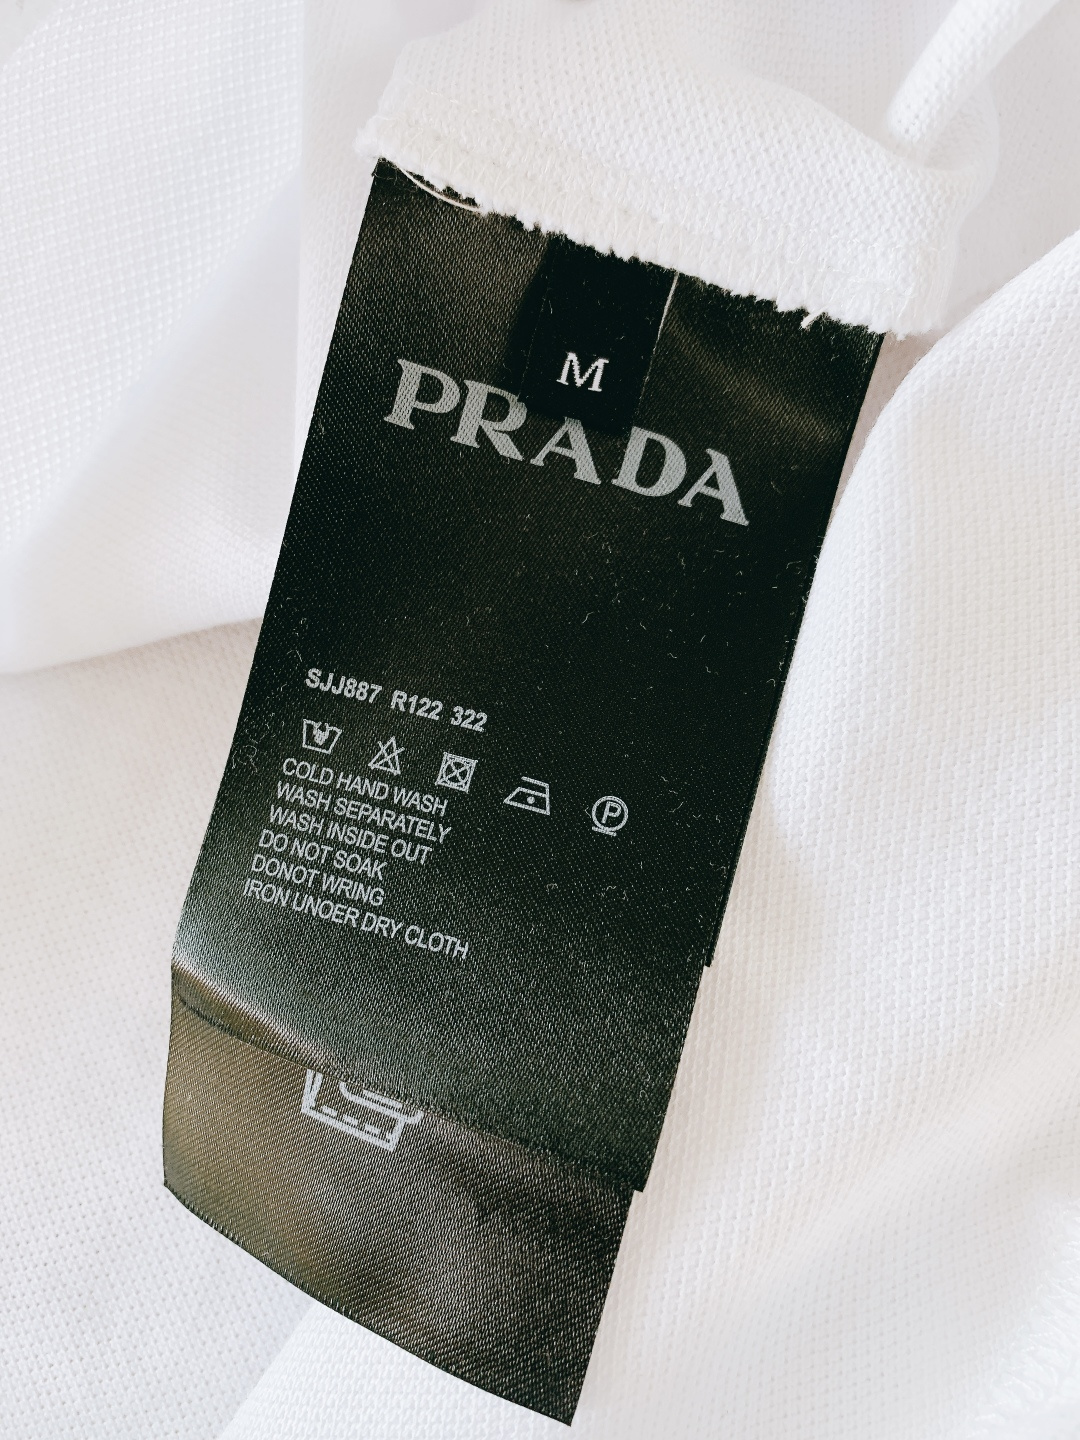 M
PRADA
SJJ887 R122 322
P
COLD HAND WASH
WASH SEPARATELY
WASH INSIDE OUT
DO NOT SOAK
DONOT WRING
IRON UNOER DRY CLOTH